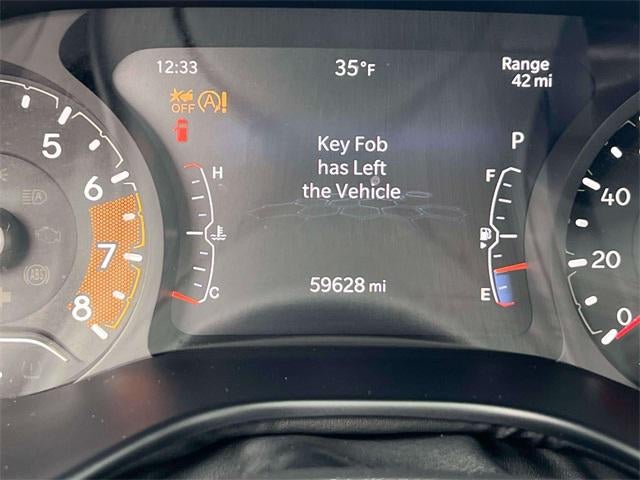 12:33
35°F
Range
42 mi
OFF
A!
Key Fob
has Left
the Vehicle
P
H
F
C
E
59628 mi
5
6
7
8
A
ABS
40
20
0